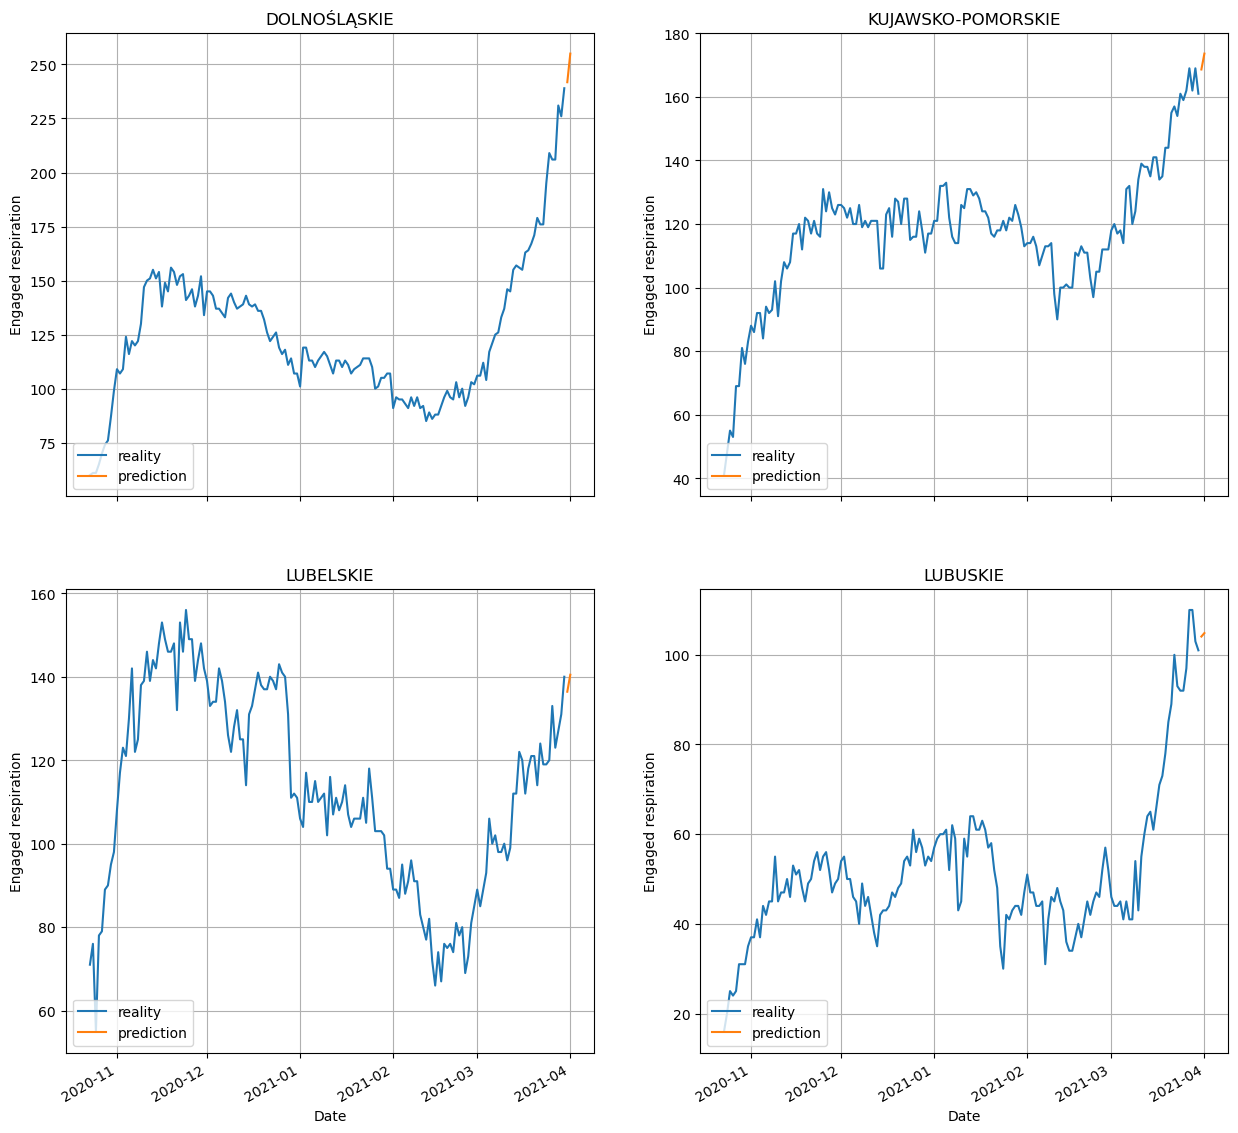 DOLNOŚLĄSKIE
250
225
200
175
150
125
100
75
Engaged respiration
reality
prediction
KUJAWSKO-POMORSKIE
180
160
140
120
100
80
60
40
Engaged respiration
reality
prediction
LUBELSKIE
160
140
120
100
80
60
Engaged respiration
reality
prediction
2020-11
2020-12
2021-01
2021-02
2021-03
2021-04
Date
LUBUSKIE
100
80
60
40
20
Engaged respiration
reality
prediction
2020-11
2020-12
2021-01
2021-02
2021-03
2021-04
Date